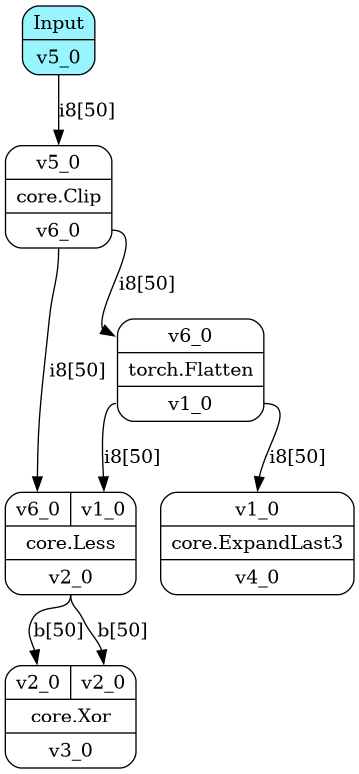 Input
v5_0
i8[50]
v5_0
core.Clip
v6_0
i8[50]
v6_0
i8[50]
torch.Flatten
v1_0
i8[50] i8[50]
v6_0 v1_0
core.Less
v2_0
v1_0
core.ExpandLast3
v4_0
b[50] b[50]
v2_0 v2_0
core.Xor
v3_0